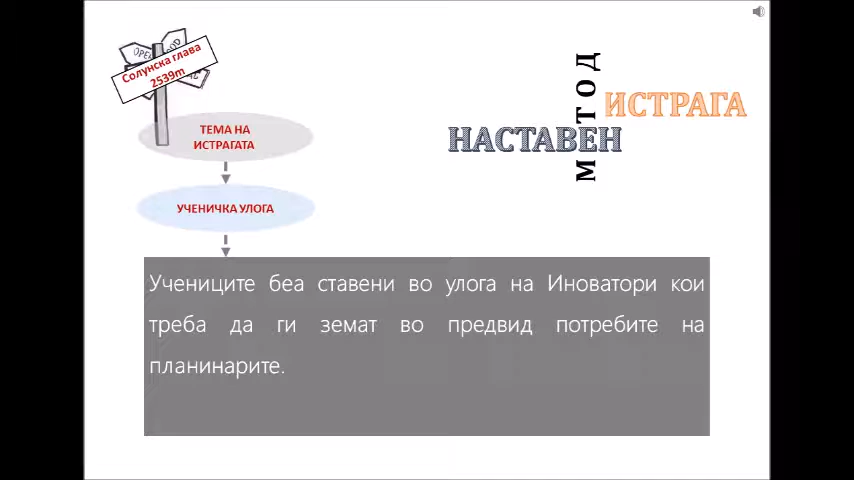 Солунска глава
2539m
ТЕМА НА
ИСТРАГАТА
УЧЕНИЧКА УЛОГА
НАСТАВЕН
МЕТОД
ИСТРАГА
Учениците беа ставени во улога на Иноватори кои
треба да ги земат во предвид потребите на
планинарите.